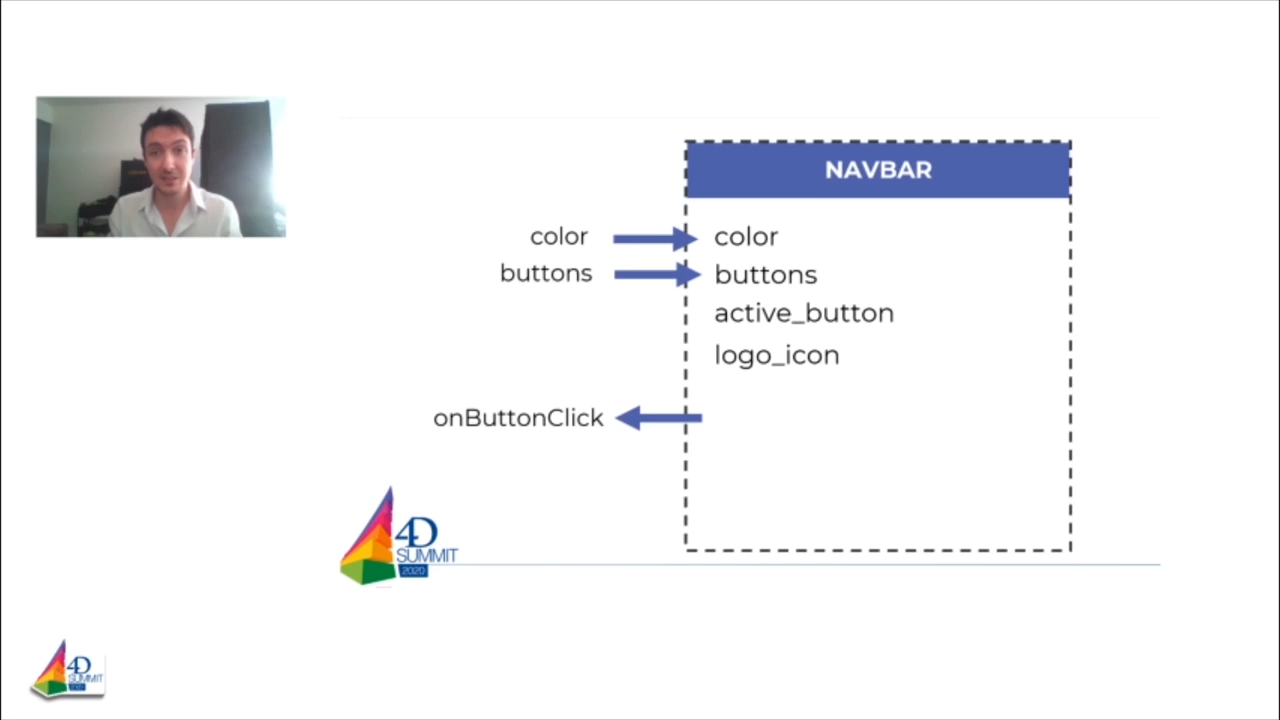 NAVBAR
color
color
buttons
buttons
active_button
logo_icon
onButtonClick
4D
SUMMIT
2020
4D
SUMMIT